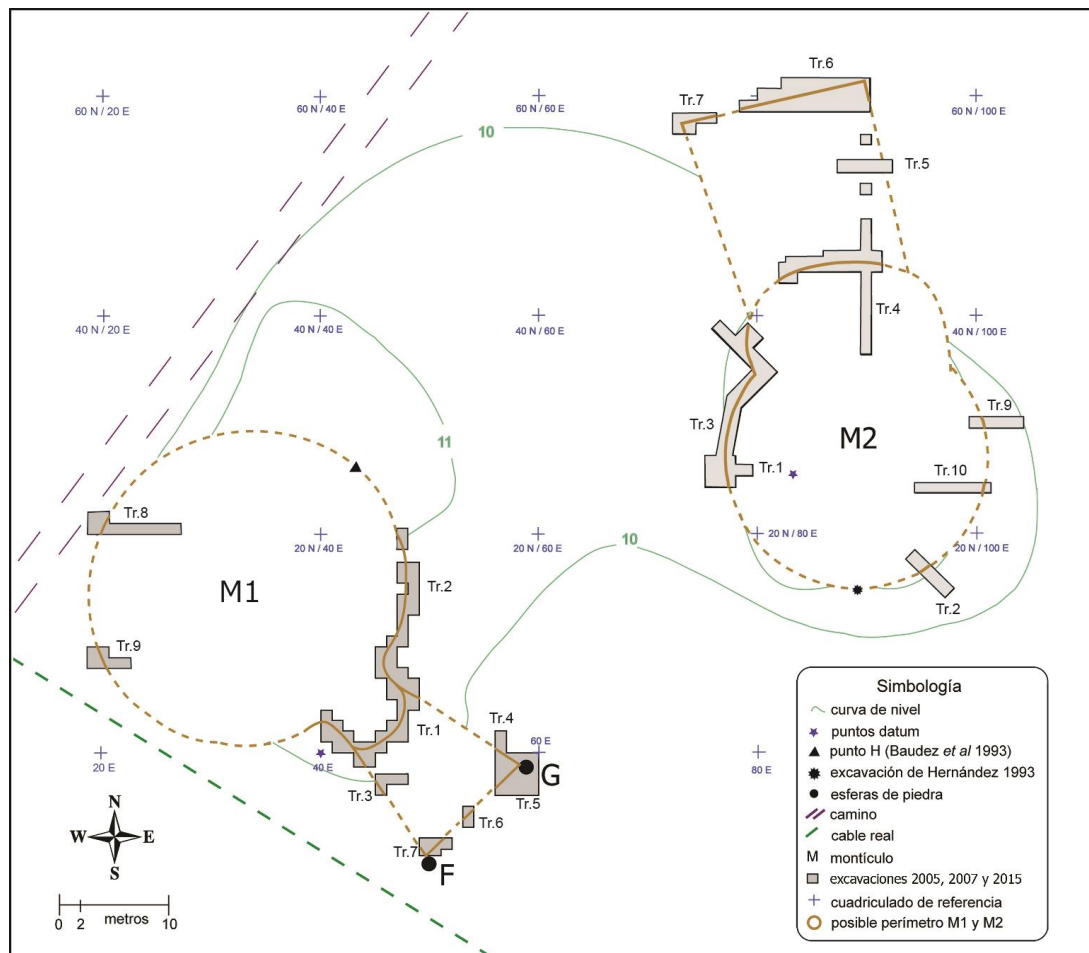 Tr.6
60 N / 20 E
60 N / 40 E
60 N / 60 E
Tr.7
60 N / 100 E
10
Tr.5
40 N / 20 E
40 N / 40 E
40 N / 60 E
Tr.4
40 N / 100 E
Tr.3
M2
Tr.9
11
Tr.1
Tr.10
Tr.8
20 N / 40 E
10
20 N / 60 E
20 N / 80 E
20 N / 100 E
M1
Tr.2
Tr.2
Tr.9
Tr.1
Tr.4
20 E
40 E
60 E
G
80 E
Tr.3
Tr.5
Tr.6
Tr.7
F
N
W E
S
0 2 10
metros
Simbología
curva de nivel
puntos datum
punto H (Baudez et al 1993)
excavación de Hernández 1993
esferas de piedra
camino
cable real
M montículo
excavaciones 2005, 2007 y 2015
cuadriculado de referencia
posible perímetro M1 y M2